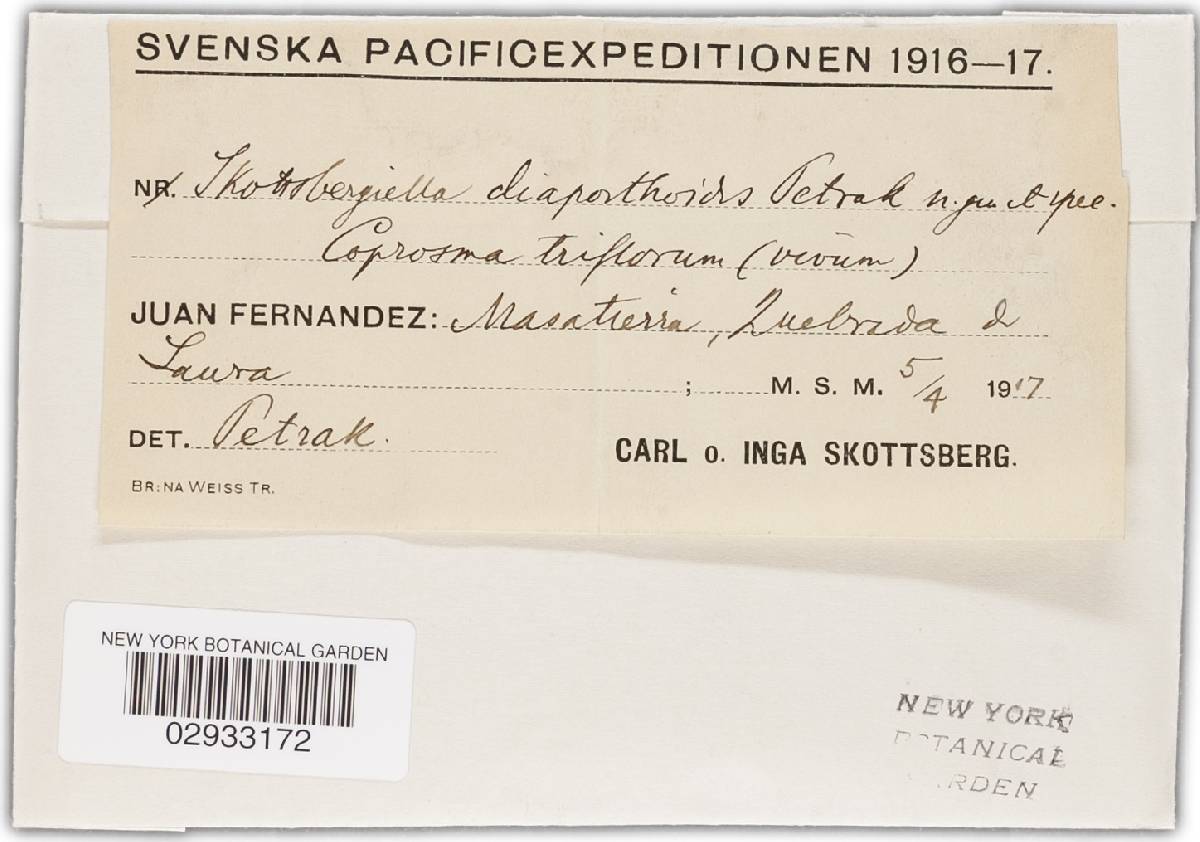 SVENSKA PACIFICEXPEDITIONEN 1916—17.
NR. Skottsbergiella diaporthoides Petrak n. gen et spec.
Coprosma triflorum (vivum)
JUAN FERNANDEZ: Masatierra, Quebrada de
Laura ; M. S. M. 5/4 1917
DET. Petrak.
CARL o. INGA SKOTTSBERG.
BR:NA WEISS TR.
NEW YORK BOTANICAL GARDEN
02933172
NEW YORK
BOTANICAL
GARDEN